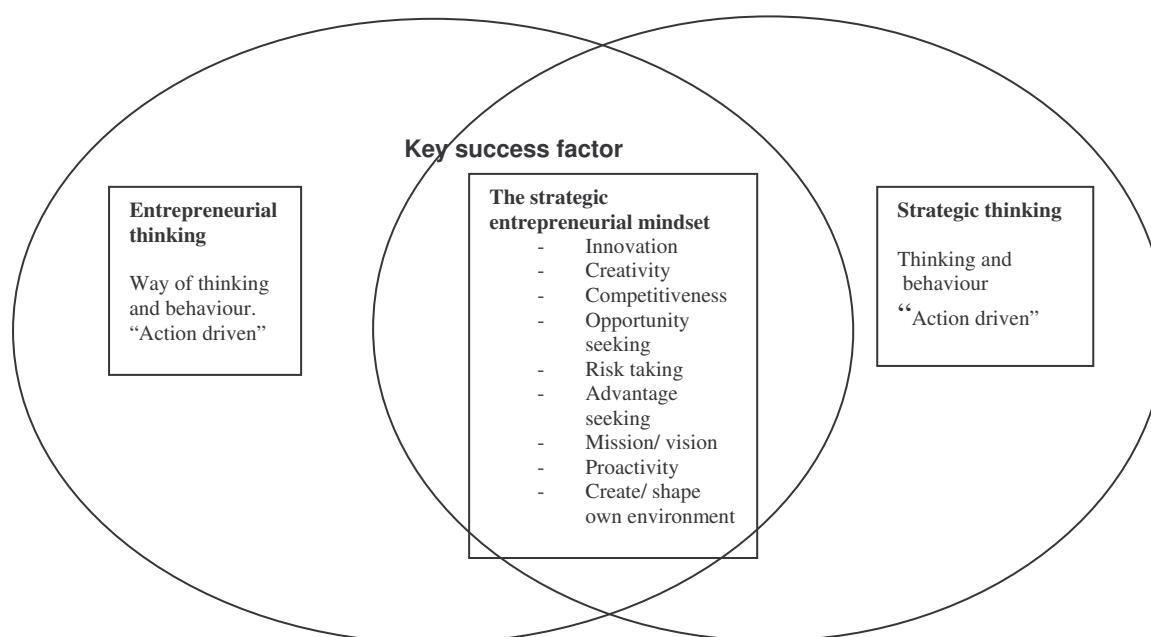 Key success factor
Entrepreneurial
thinking
Way of thinking
and behaviour.
“Action driven”
The strategic
entrepreneurial mindset
- Innovation
- Creativity
- Competitiveness
- Opportunity
seeking
- Risk taking
- Advantage
seeking
- Mission/ vision
- Proactivity
- Create/ shape
own environment
Strategic thinking
Thinking and
behaviour
“Action driven”